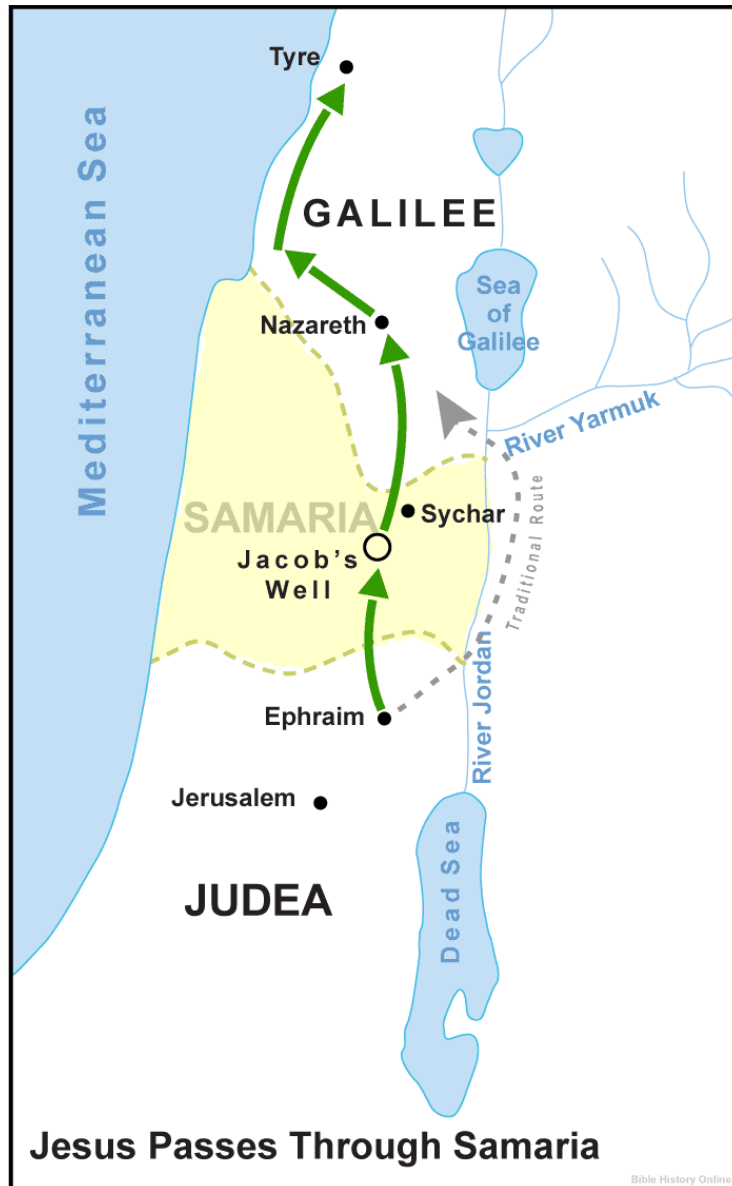 Tyre
Mediterranean Sea
GALILEE
Sea
of
Galilee
Nazareth
River Yarmuk
SAMARIA
Sychar
Traditional Route
Jacob's
Well
River Jordan
Ephraim
Jerusalem
JUDEA
Dead Sea
Jesus Passes Through Samaria
Bible History Online